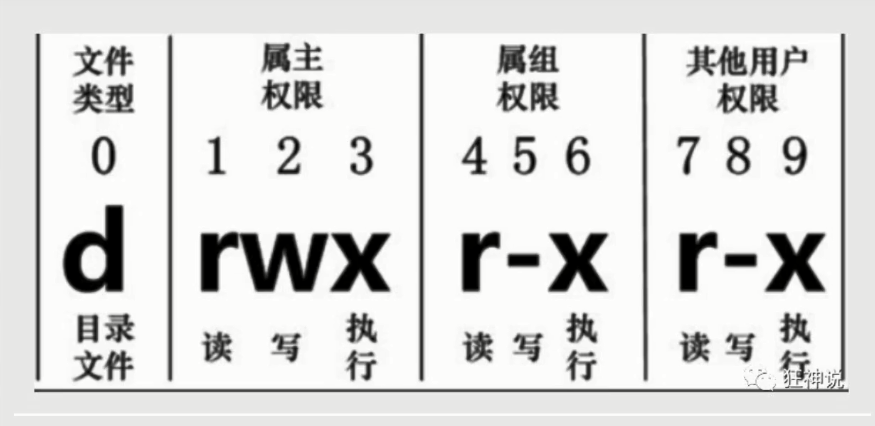 文件 属主 属组 其他用户
类型 权限 权限 权限
0 1 2 3 4 5 6 7 8 9
d rwx r-x r-x
目录 读 写 执 读 写 执 读 写 执
文件 行 行 行
狂神说